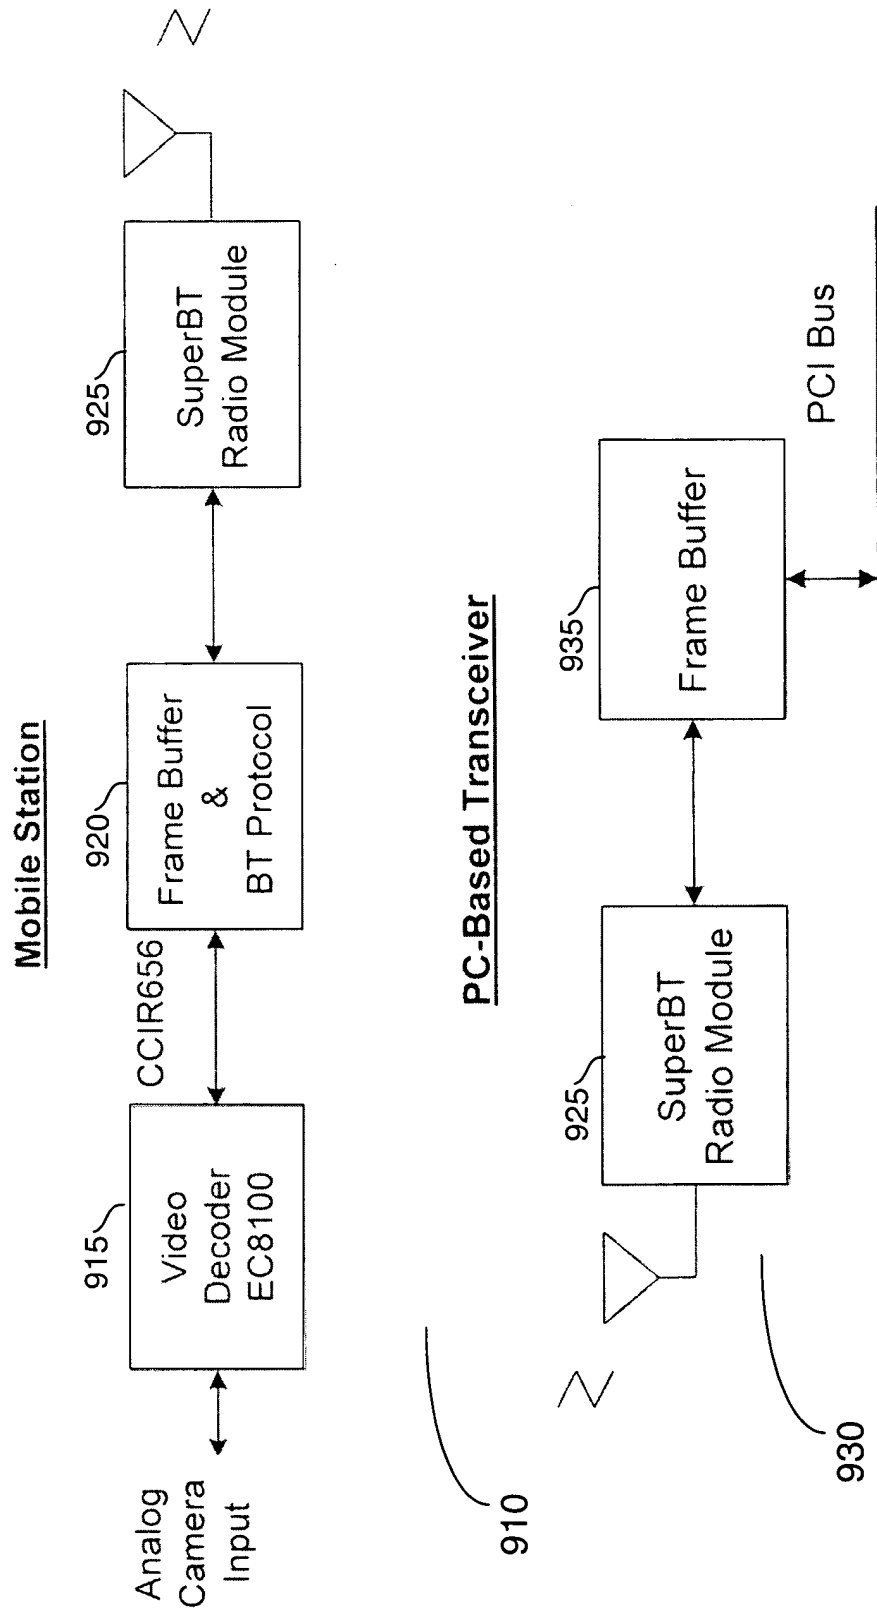 Mobile Station
Analog
Camera
Input
915
Video
Decoder
EC8100
CCIR656
920
Frame Buffer
&
BT Protocol
925
SuperBT
Radio Module
910
PC-Based Transceiver
925
SuperBT
Radio Module
935
Frame Buffer
PCI Bus
930